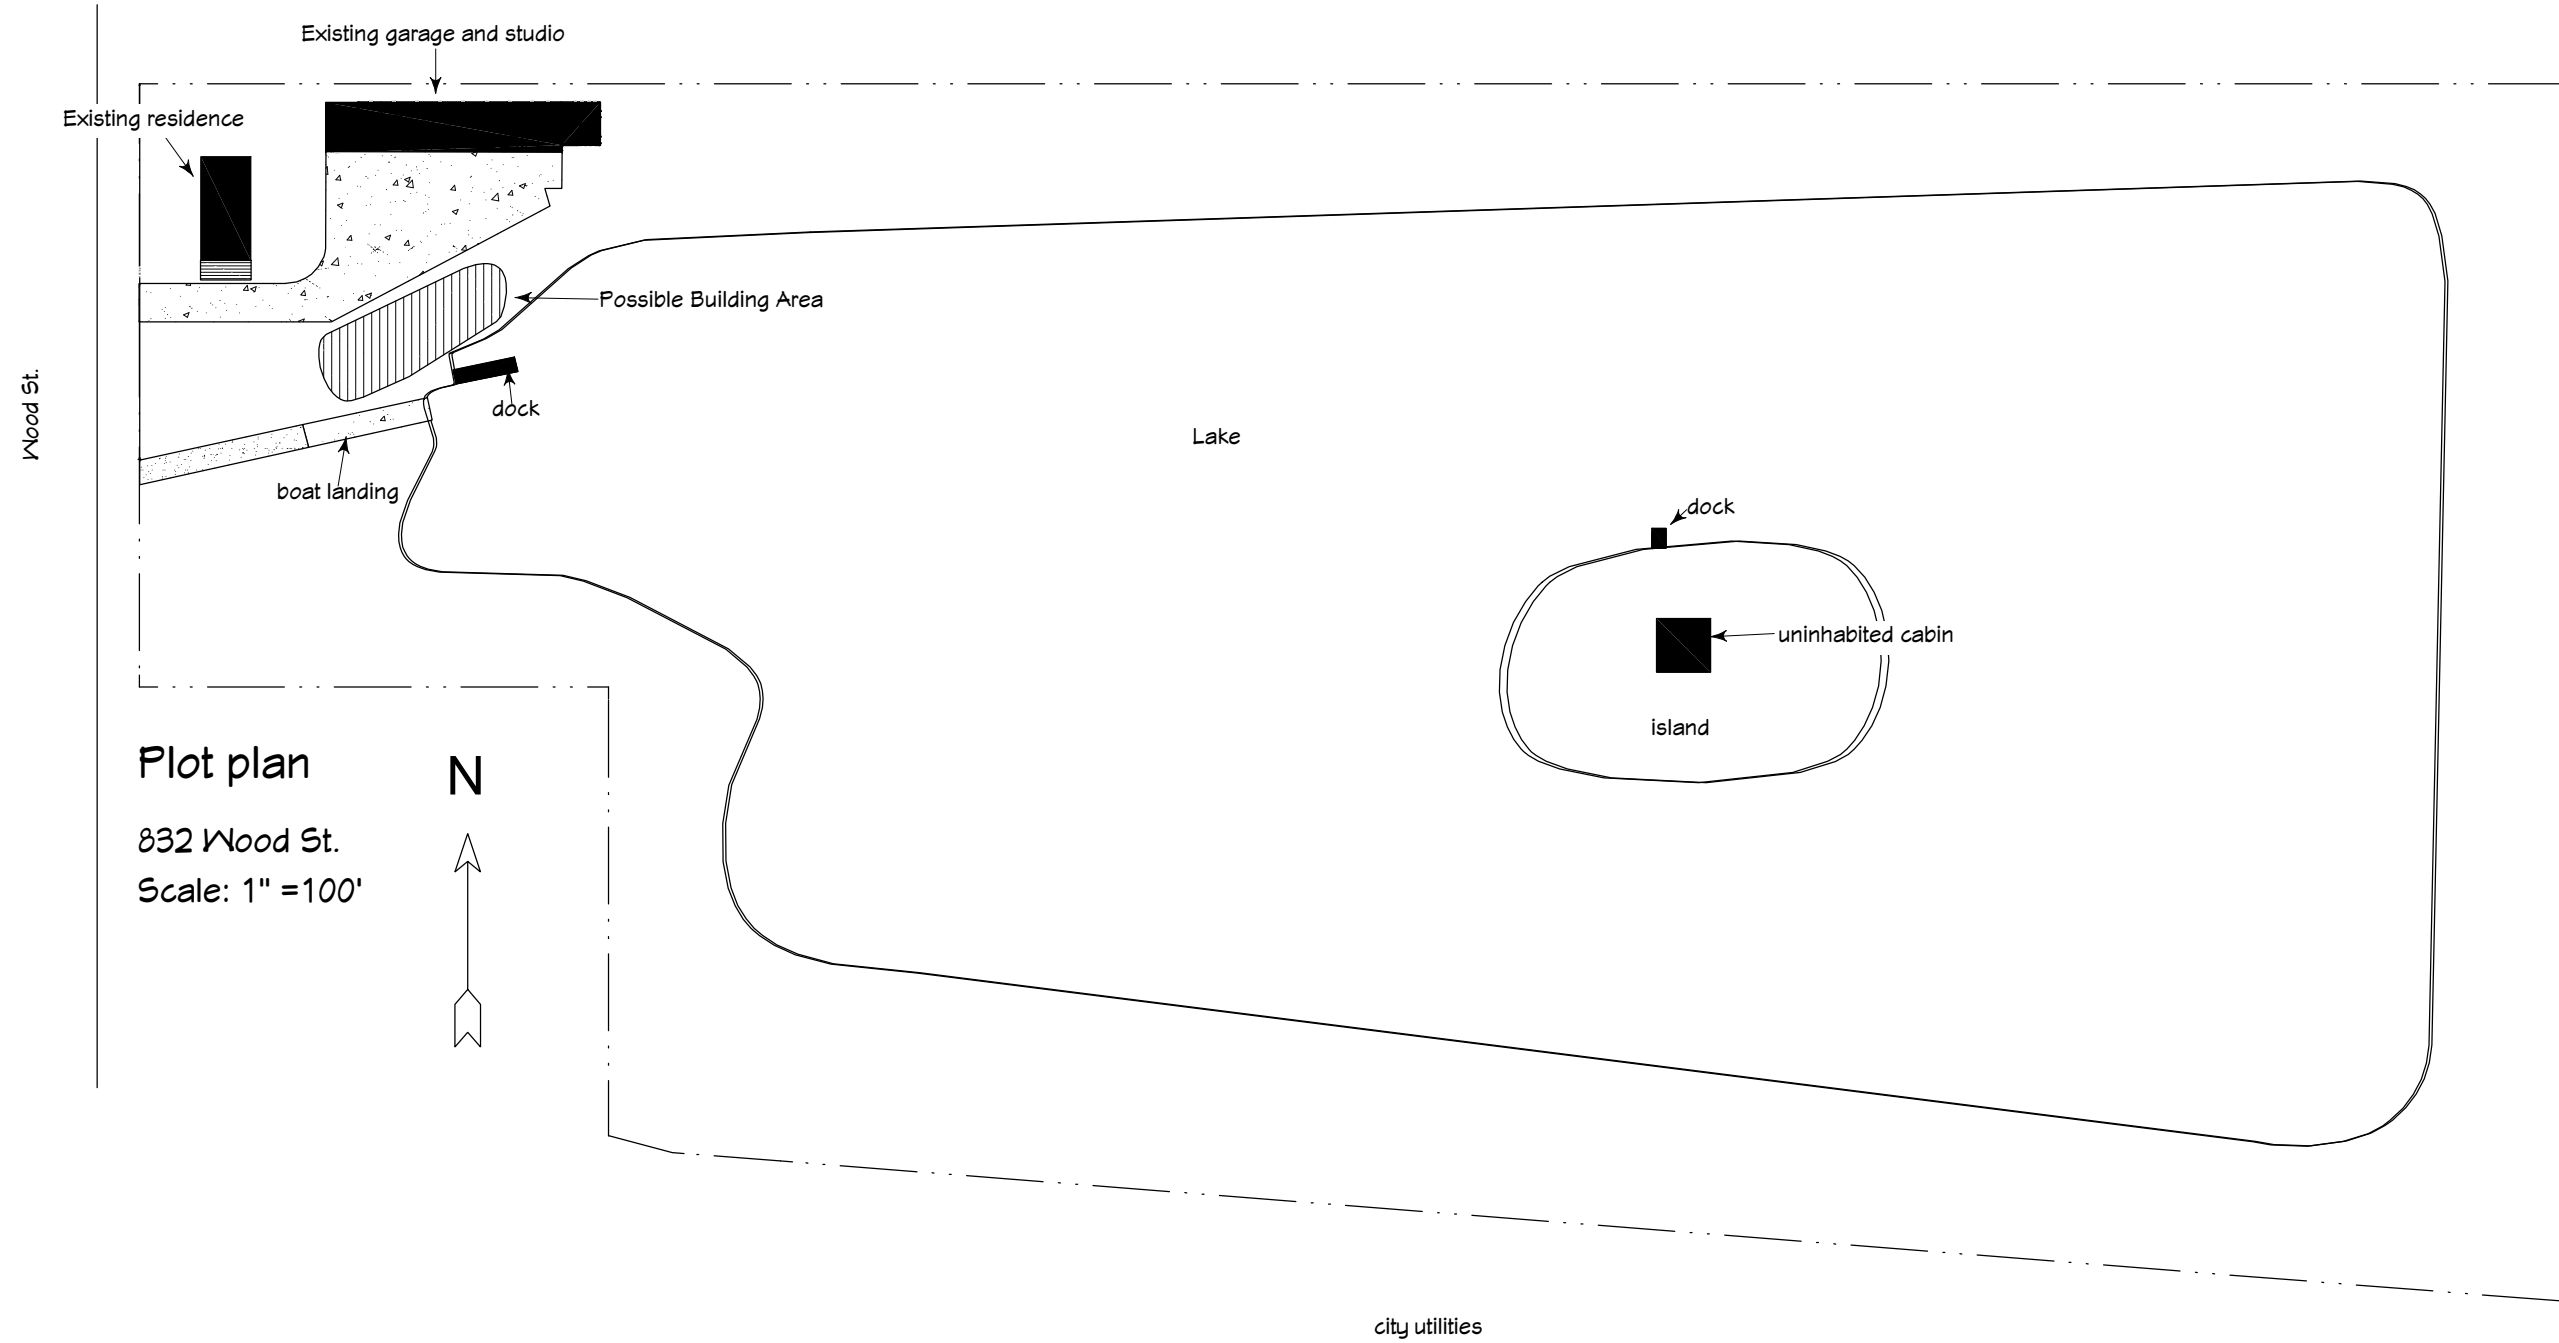 Existing garage and studio
Existing residence
Possible Building Area
Wood St.
dock
Lake
boat landing
dock
uninhabited cabin
island
Plot plan
N
832 Wood St.
Scale: 1" =100'
city utilities